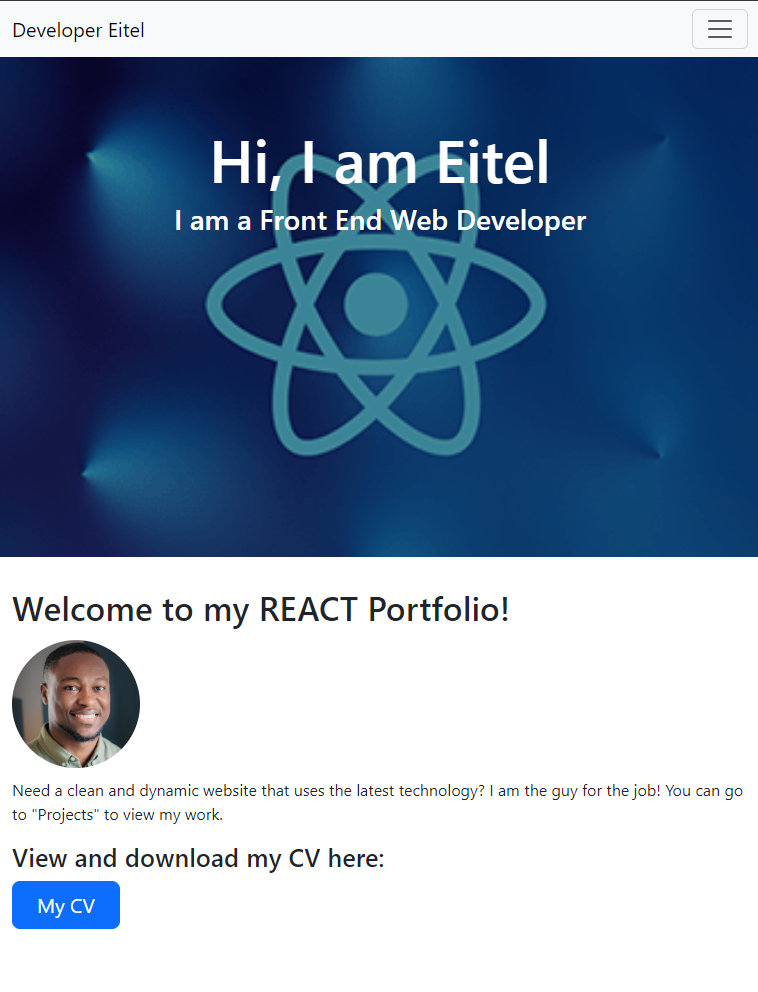 Developer Eitel
Hi, I am Eitel
I am a Front End Web Developer
Welcome to my REACT Portfolio!
Need a clean and dynamic website that uses the latest technology? I am the guy for the job! You can go
to "Projects" to view my work.
View and download my CV here:
My CV